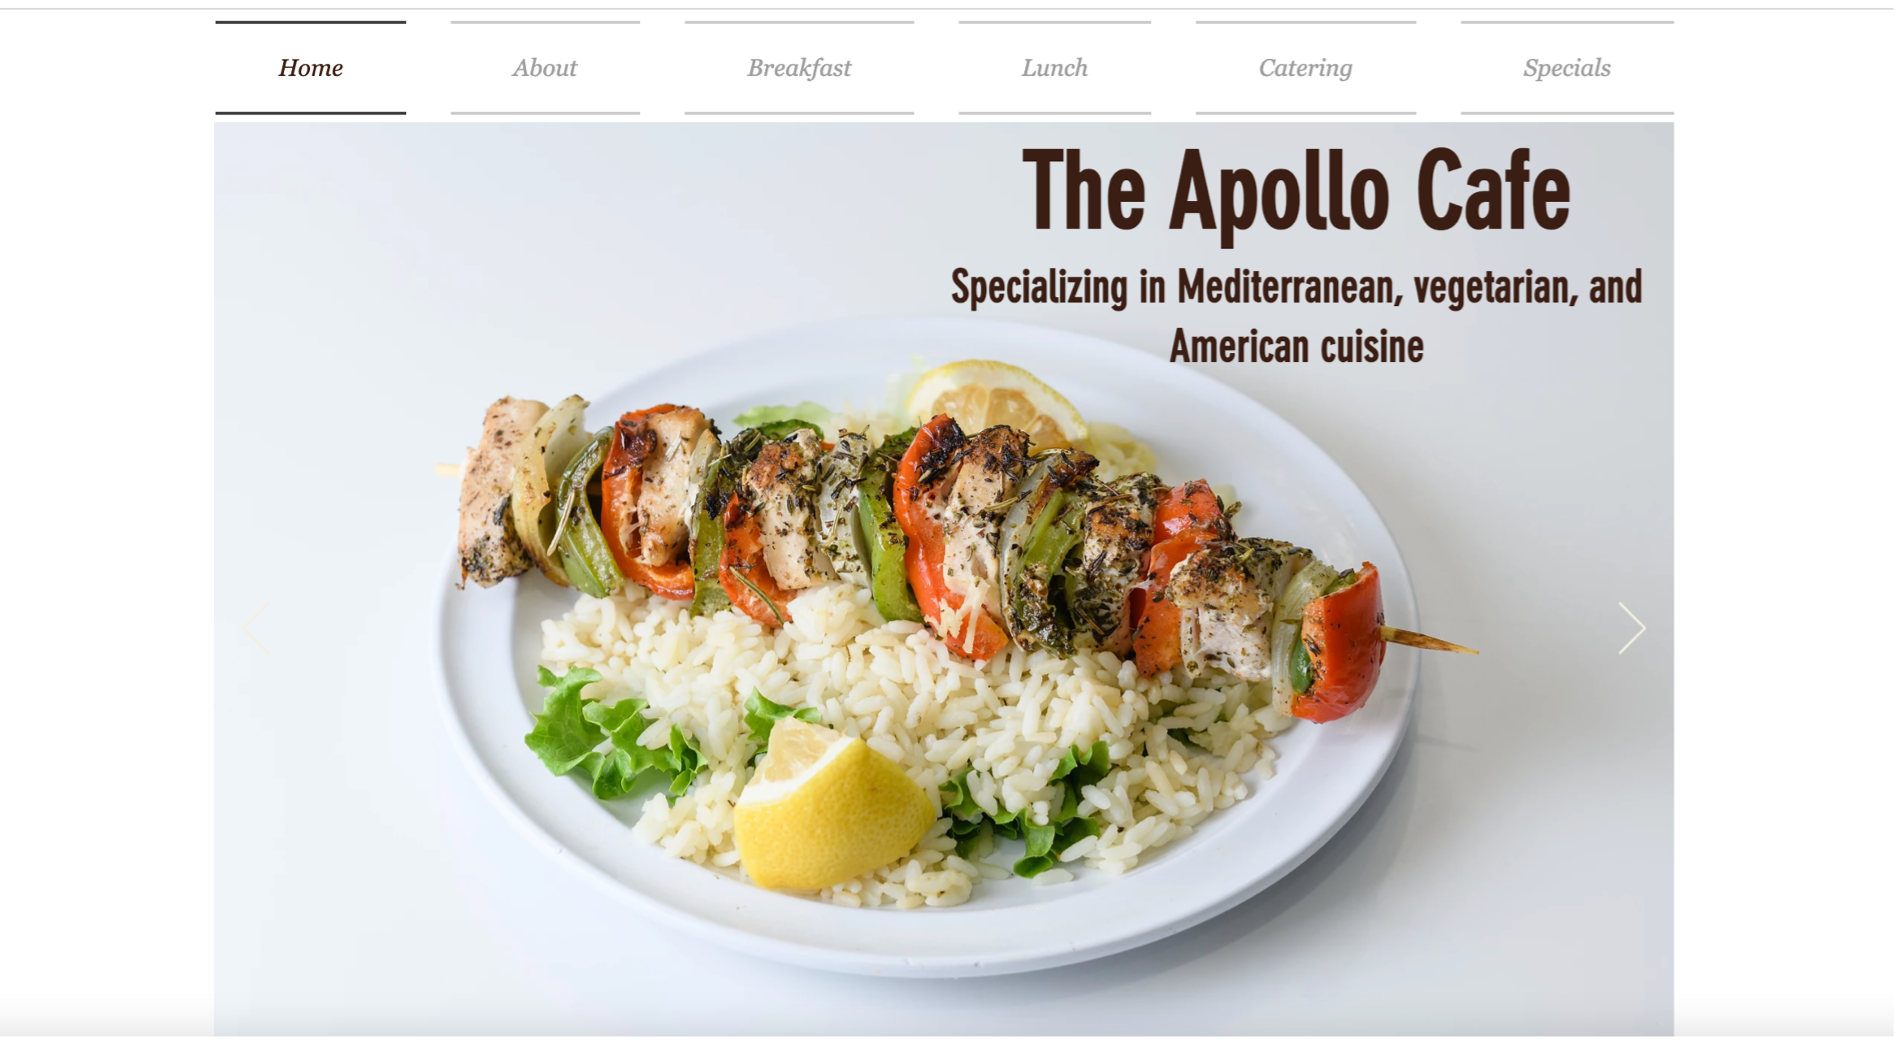 Home
About
Breakfast
Lunch
Catering
Specials
The Apollo Cafe
Specializing in Mediterranean, vegetarian, and
American cuisine